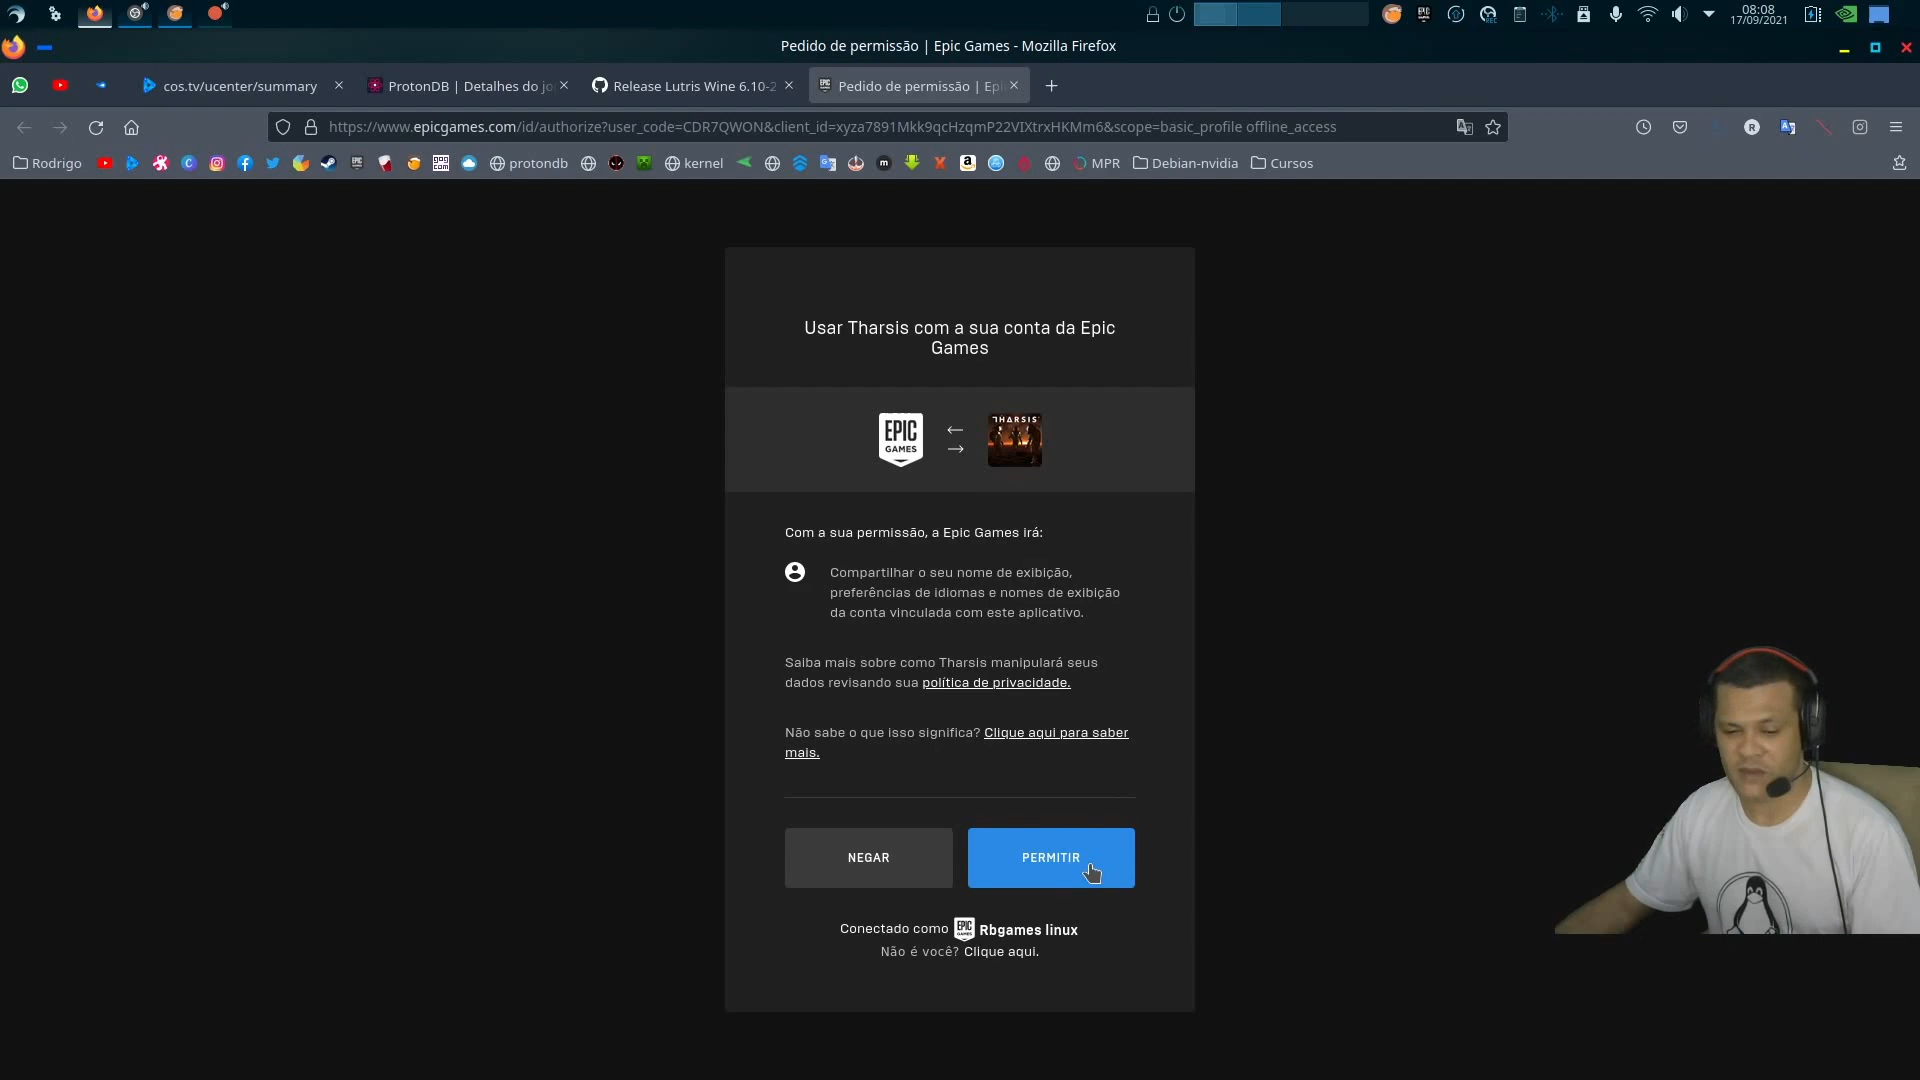 08:08
17/09/2021
Pedido de permissão | Epic Games - Mozilla Firefox
cos.tv/ucenter/summary
ProtonDB | Detalhes do jo
Release Lutris Wine 6.10-2
Pedido de permissão | Epi
https://www.epicgames.com/id/authorize?user_code=CDR7QWON&client_id=xyza7891Mkk9qcHzqmP22VIXtrxHKMm6&scope=basic_profile offline_access
Rodrigo
protondb
kernel
MPR
Debian-nvidia
Cursos
Usar Tharsis com a sua conta da Epic
Games
EPIC
GAMES
THARSIS
Com a sua permissão, a Epic Games irá:
Compartilhar o seu nome de exibição,
preferências de idiomas e nomes de exibição
da conta vinculada com este aplicativo.
Saiba mais sobre como Tharsis manipulará seus
dados revisando sua política de privacidade.
Não sabe o que isso significa? Clique aqui para saber
mais.
NEGAR
PERMITIR
Conectado como EPIC GAMES Rbgames linux
Não é você? Clique aqui.